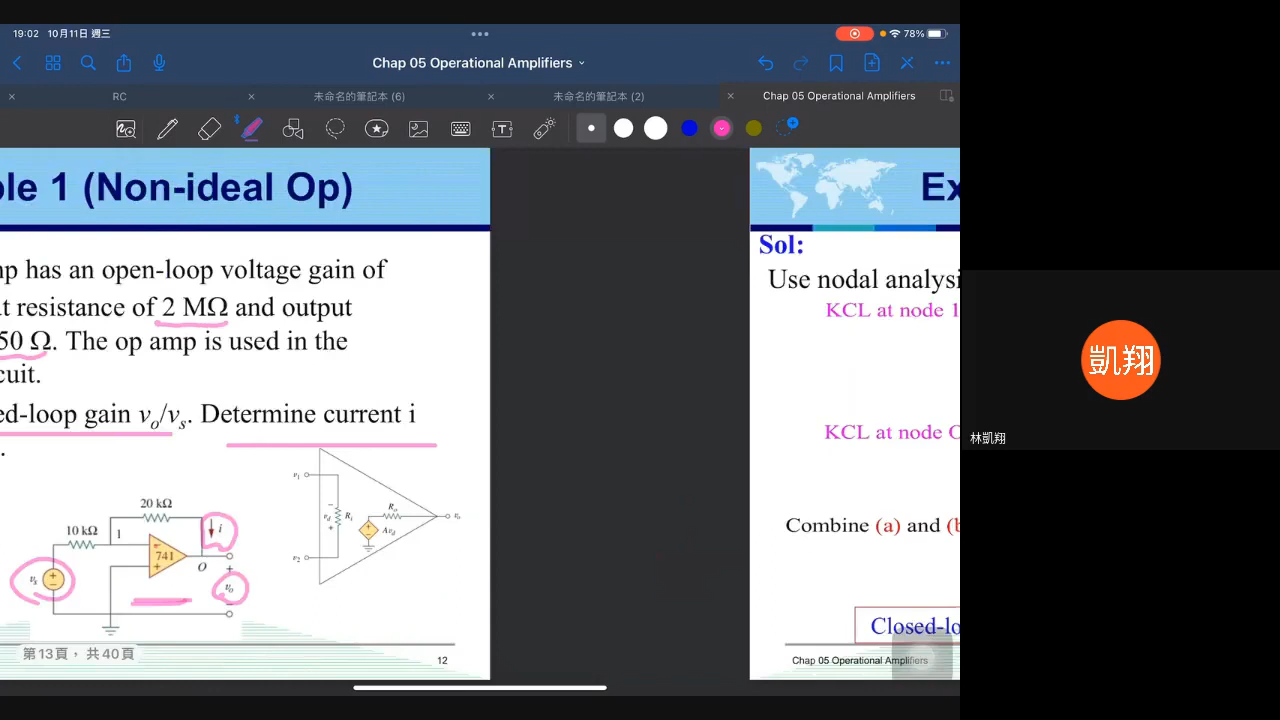 19:02 10月11日 週三
78%
Chap 05 Operational Amplifiers
RC
未命名的筆記本 (6)
未命名的筆記本 (2)
Chap 05 Operational Amplifiers
ple 1 (Non-ideal Op)
mp has an open-loop voltage gain of
ut resistance of 2 MΩ and output
50 Ω. The op amp is used in the
cuit.
ed-loop gain vo/vs. Determine current i
.
20 kΩ
10 kΩ
1
i
741
O
+
vs
vo
−
v1
vd
Ri
Ro
Avd
v2
vo
第13頁，共40頁
12
Ex
Sol:
Use nodal analysi
KCL at node 1
KCL at node O
Combine (a) and (b
Closed-lo
Chap 05 Operational Amplifiers
凱翔
林凱翔